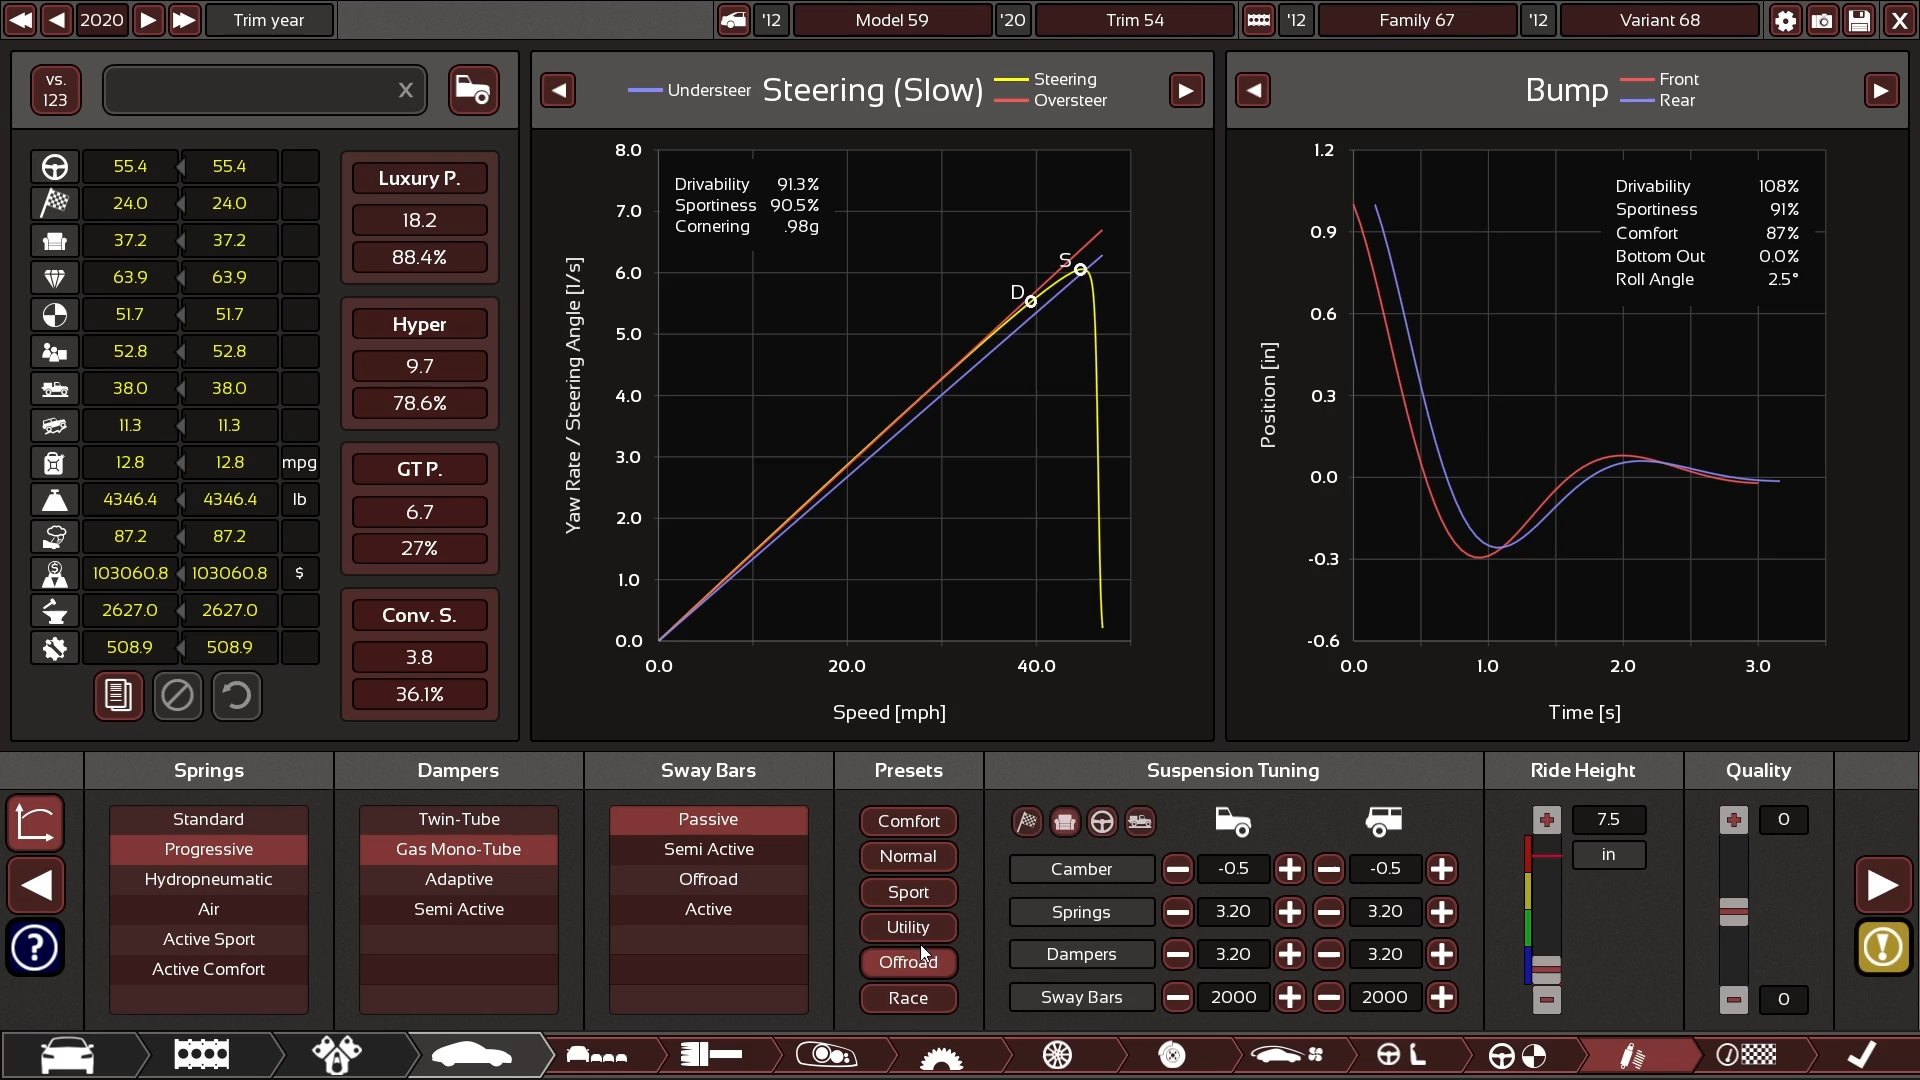 2020
Trim year
'12
Model 59
'20
Trim 54
'12
Family 67
'12
Variant 68
X
vs.
123
x
55.4 55.4
24.0 24.0
37.2 37.2
63.9 63.9
51.7 51.7
52.8 52.8
38.0 38.0
11.3 11.3
12.8 12.8 mpg
4346.4 4346.4 lb
87.2 87.2
103060.8 103060.8 $
2627.0 2627.0
508.9 508.9
Luxury P.
18.2
88.4%
Hyper
9.7
78.6%
GT P.
6.7
27%
Conv. S.
3.8
36.1%
Understeer
Steering (Slow)
Steering
Oversteer
Drivability 91.3%
Sportiness 90.5%
Cornering .98g
8.0
7.0
6.0
5.0
4.0
3.0
2.0
1.0
0.0
Yaw Rate / Steering Angle [1/s]
S
D
0.0 20.0 40.0
Speed [mph]
Bump
Front
Rear
Drivability 108%
Sportiness 91%
Comfort 87%
Bottom Out 0.0%
Roll Angle 2.5°
1.2
0.9
0.6
0.3
0.0
-0.3
-0.6
Position [in]
0.0 1.0 2.0 3.0
Time [s]
Springs
Standard
Progressive
Hydropneumatic
Air
Active Sport
Active Comfort
Dampers
Twin-Tube
Gas Mono-Tube
Adaptive
Semi Active
Sway Bars
Passive
Semi Active
Offroad
Active
Presets
Comfort
Normal
Sport
Utility
Offroad
Race
Suspension Tuning
Camber -0.5 -0.5
Springs 3.20 3.20
Dampers 3.20 3.20
Sway Bars 2000 2000
Ride Height
7.5
in
Quality
0
0
?